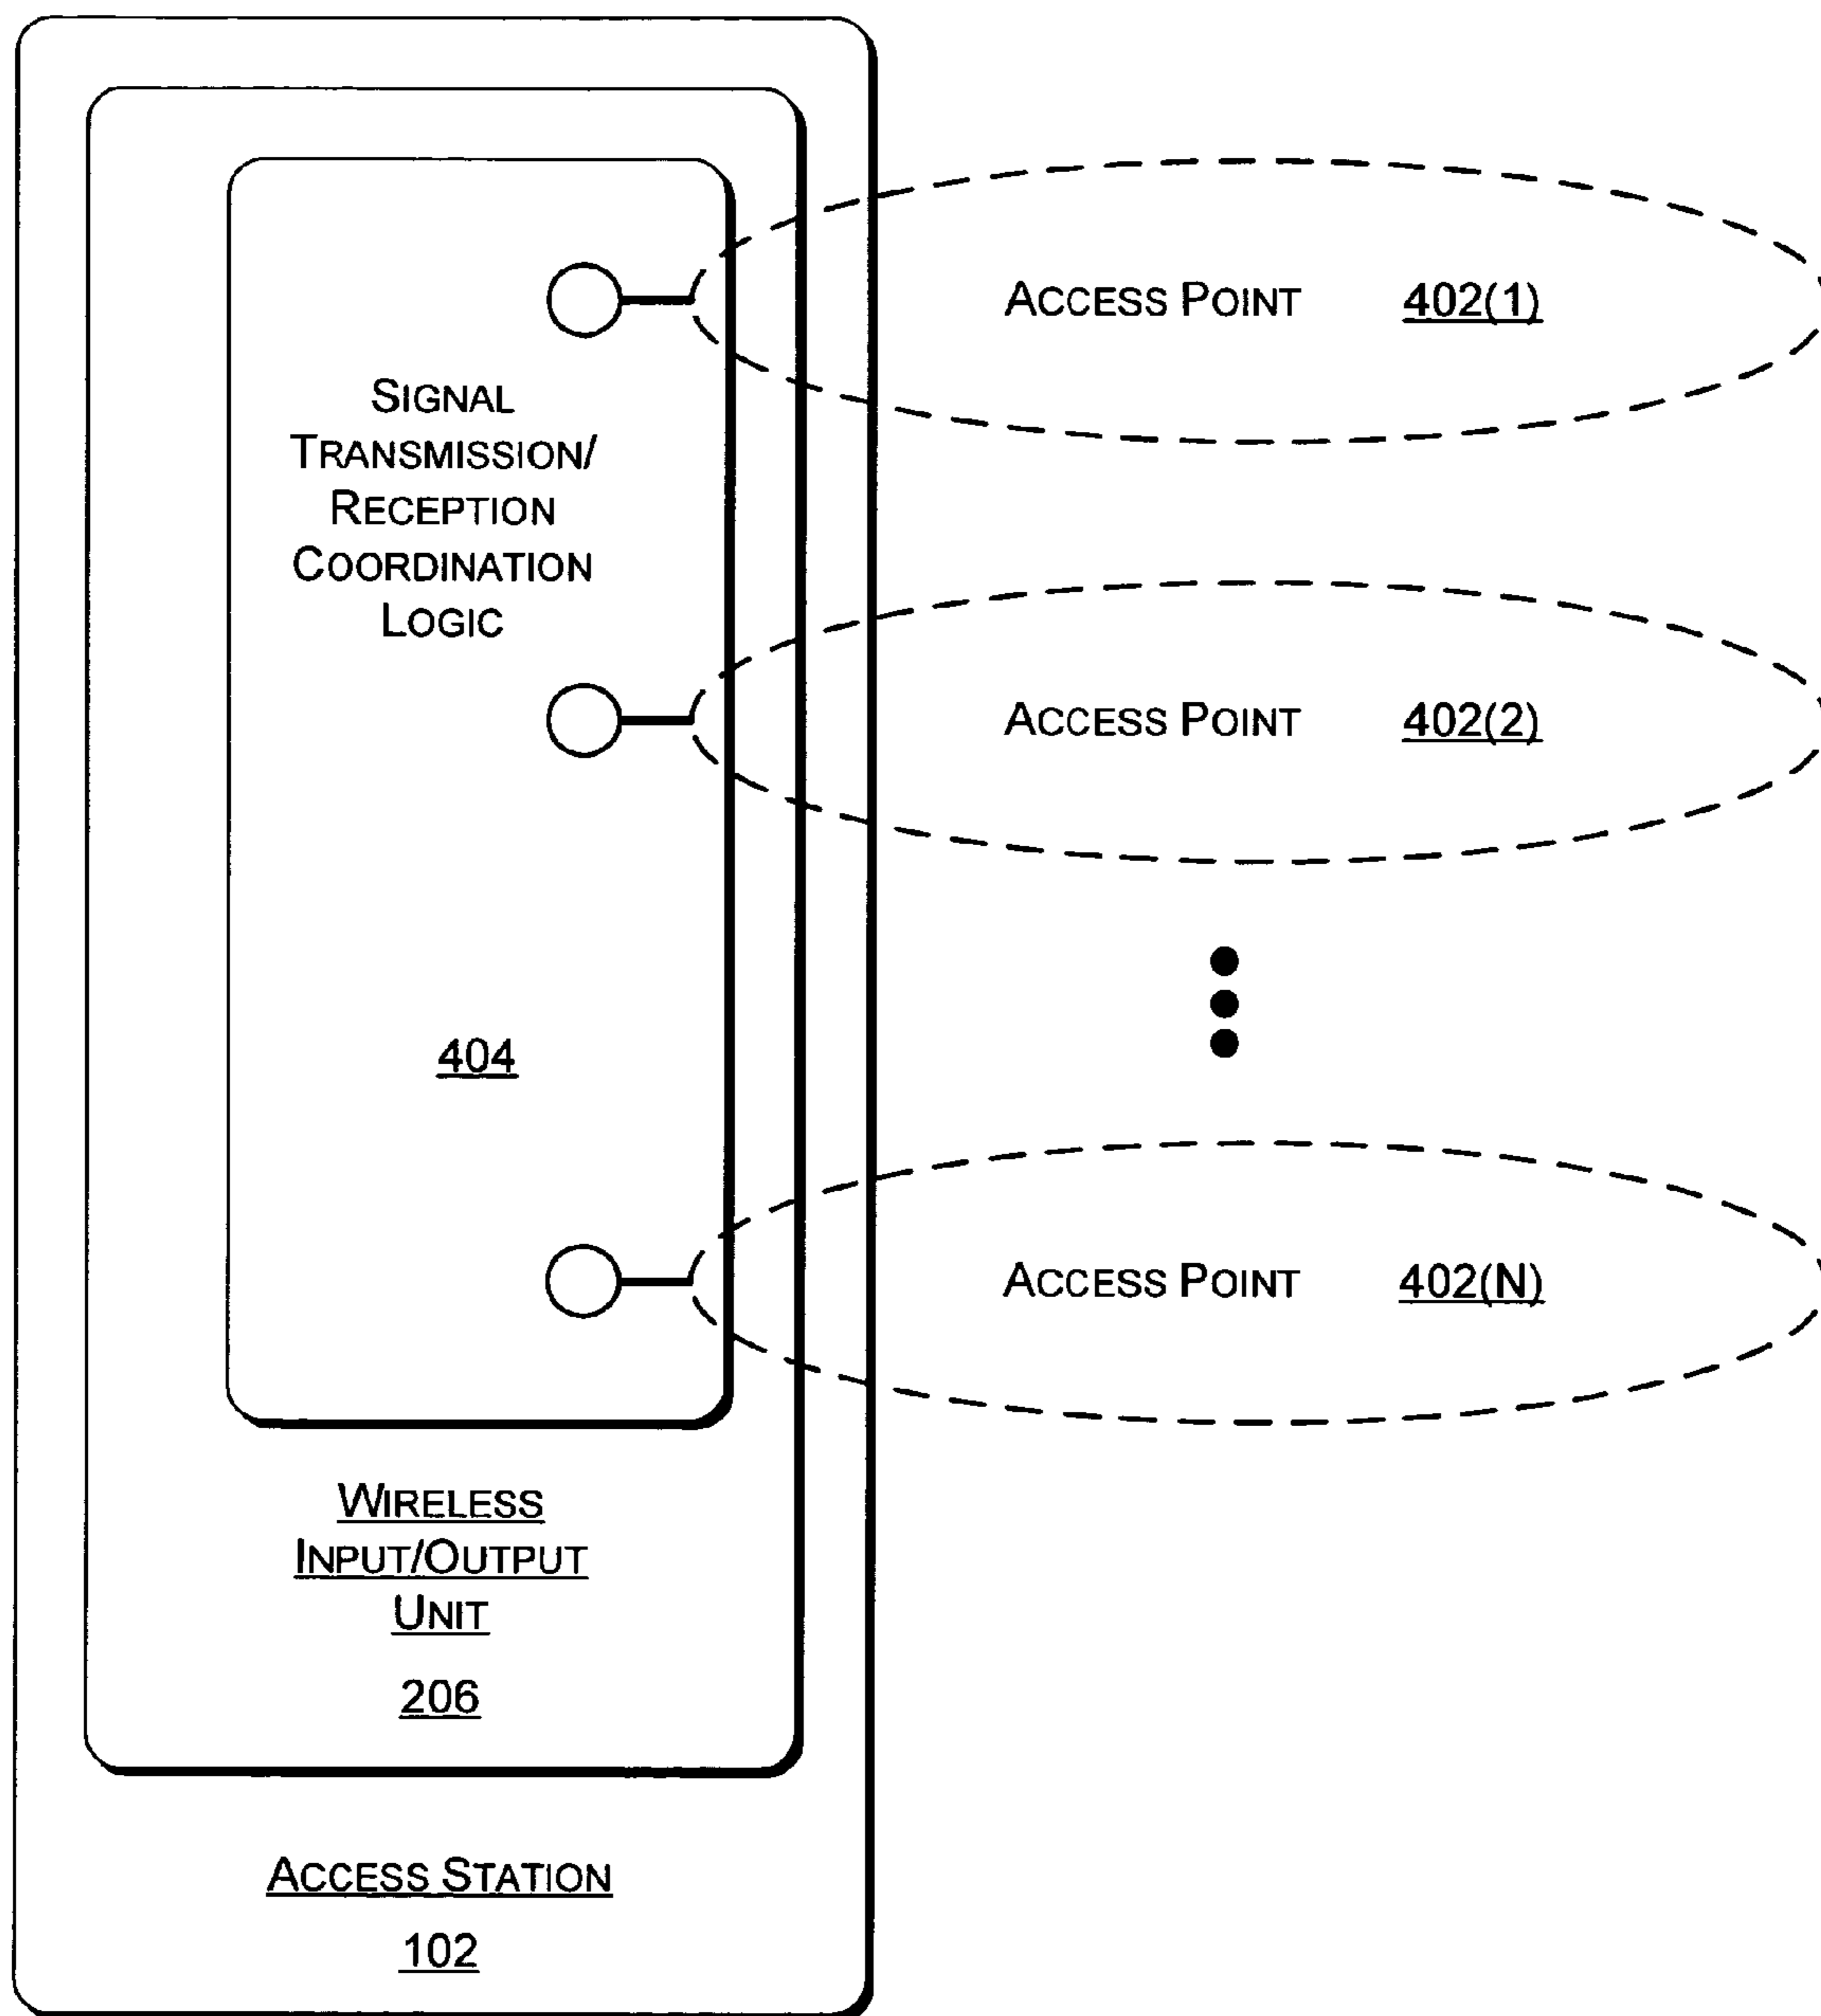 ACCESS POINT 402(1)
SIGNAL
TRANSMISSION/
RECEPTION
COORDINATION
LOGIC
ACCESS POINT 402(2)
404
ACCESS POINT 402(N)
WIRELESS
INPUT/OUTPUT
UNIT
206
ACCESS STATION
102